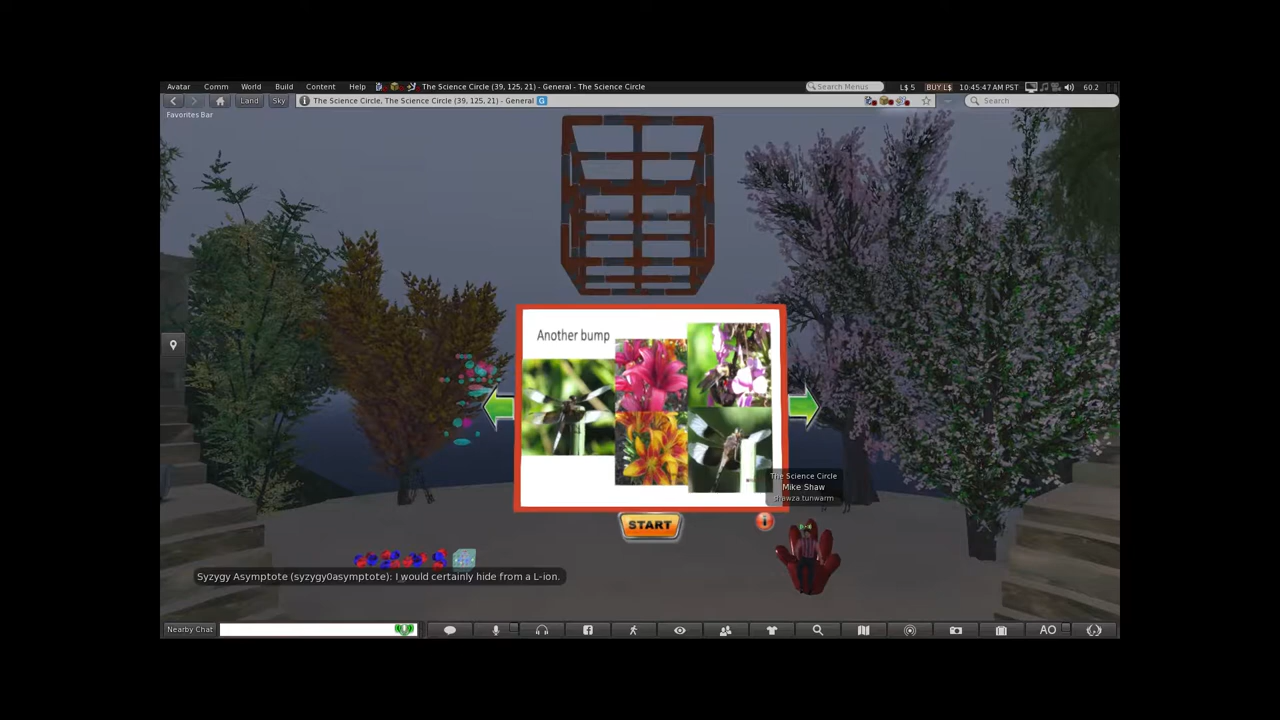 Avatar Comm World Build Content Help The Science Circle (39, 125, 21) - General - The Science Circle Search Menus L$ 5 BUY L$ 10:45:47 AM PST 60.2
Land Sky The Science Circle, The Science Circle (39, 125, 21) - General G Search
Favorites Bar
Another bump
The Science Circle
Mike Shaw
shawza.tunwarm
START
Syzygy Asymptote (syzygy0asymptote): I would certainly hide from a L-ion.
Nearby Chat AO